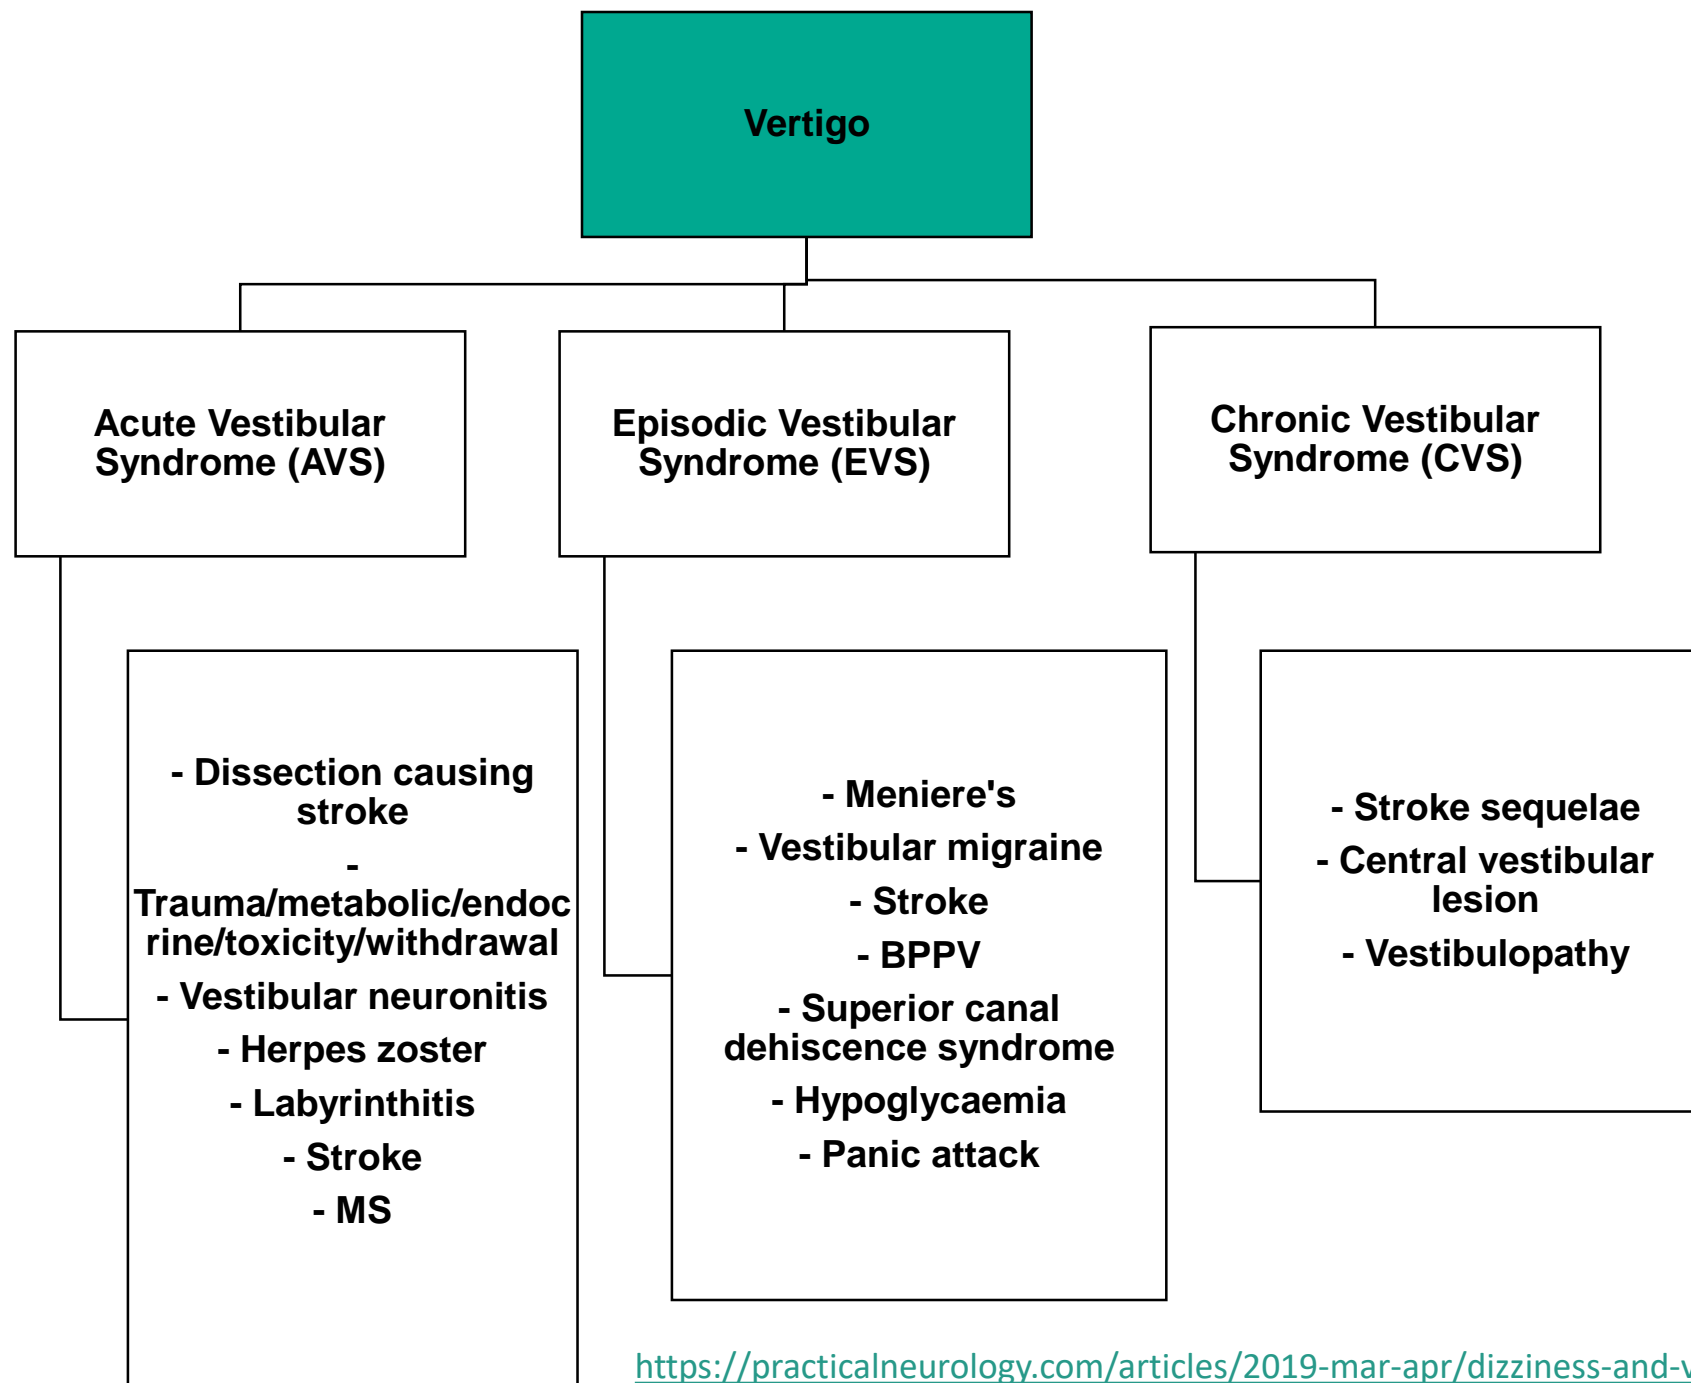 Vertigo
Acute Vestibular
Syndrome (AVS)
- Dissection causing
stroke
-
Trauma/metabolic/endoc
rine/toxicity/withdrawal
- Vestibular neuronitis
- Herpes zoster
- Labyrinthitis
- Stroke
- MS
Episodic Vestibular
Syndrome (EVS)
- Meniere's
- Vestibular migraine
- Stroke
- BPPV
- Superior canal
dehiscence syndrome
- Hypoglycaemia
- Panic attack
Chronic Vestibular
Syndrome (CVS)
- Stroke sequelae
- Central vestibular
lesion
- Vestibulopathy
https://practicalneurology.com/articles/2019-mar-apr/dizziness-and-v